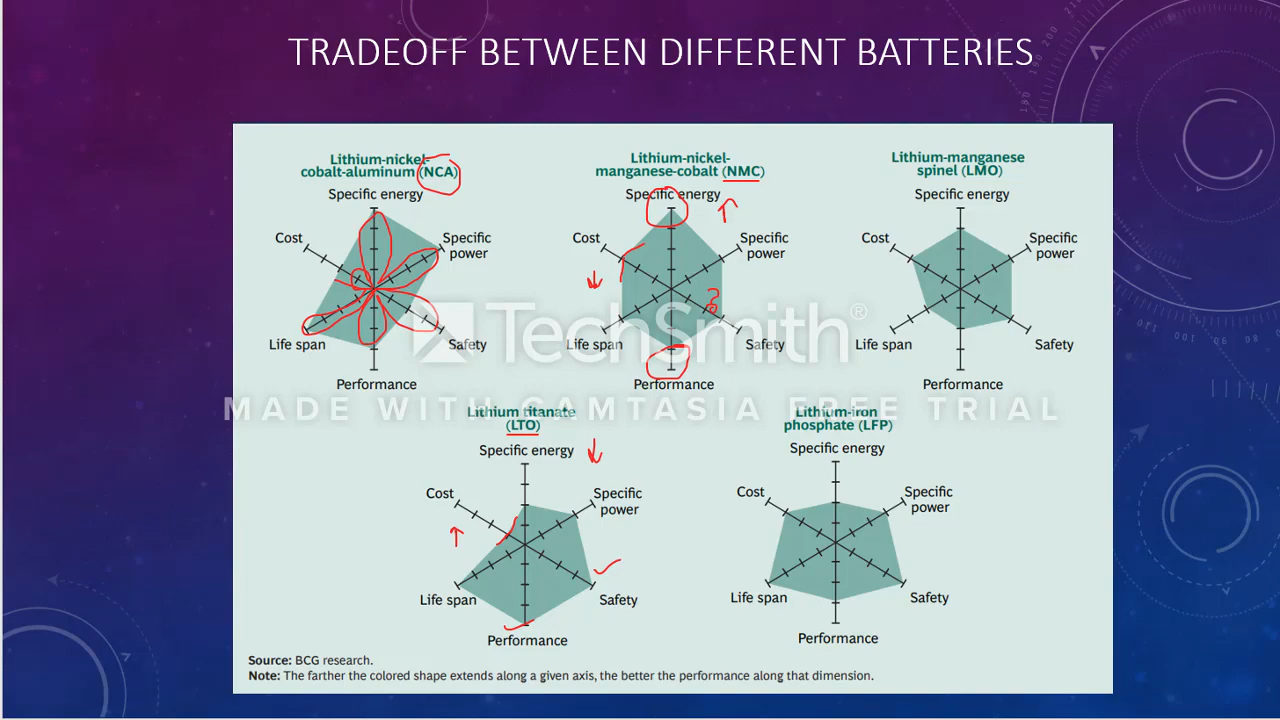 TRADEOFF BETWEEN DIFFERENT BATTERIES
Lithium-nickel-
cobalt-aluminum (NCA)
Specific energy
Cost
Specific
power
Life span
Safety
Performance
Lithium-nickel-
manganese-cobalt (NMC)
Specific energy
Cost
Specific
power
Life span
Safety
Performance
Lithium-manganese
spinel (LMO)
Specific energy
Cost
Specific
power
Life span
Safety
Performance
TechSmith®
MADE WITH CAMTASIA FREE TRIAL
Lithium titanate
(LTO)
Specific energy
Cost
Specific
power
Life span
Safety
Performance
Lithium-iron
phosphate (LFP)
Specific energy
Cost
Specific
power
Life span
Safety
Performance
Source: BCG research.
Note: The farther the colored shape extends along a given axis, the better the performance along that dimension.